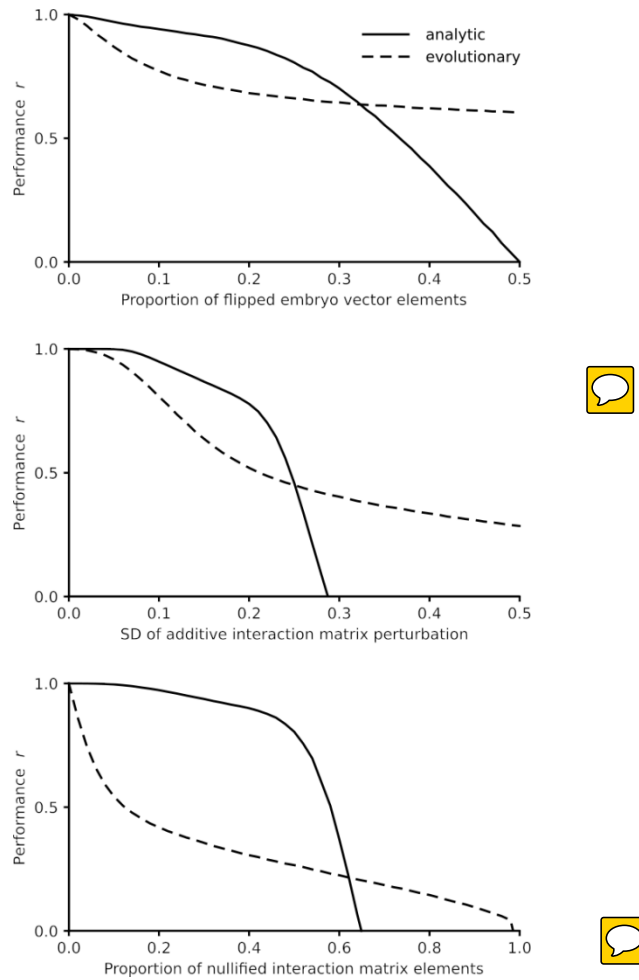 analytic
evolutionary
Performance r
1.0
0.5
0.0
0.0 0.1 0.2 0.3 0.4 0.5
Proportion of flipped embryo vector elements
Performance r
1.0
0.5
0.0
0.0 0.1 0.2 0.3 0.4 0.5
SD of additive interaction matrix perturbation
Performance r
1.0
0.5
0.0
0.0 0.2 0.4 0.6 0.8 1.0
Proportion of nullified interaction matrix elements